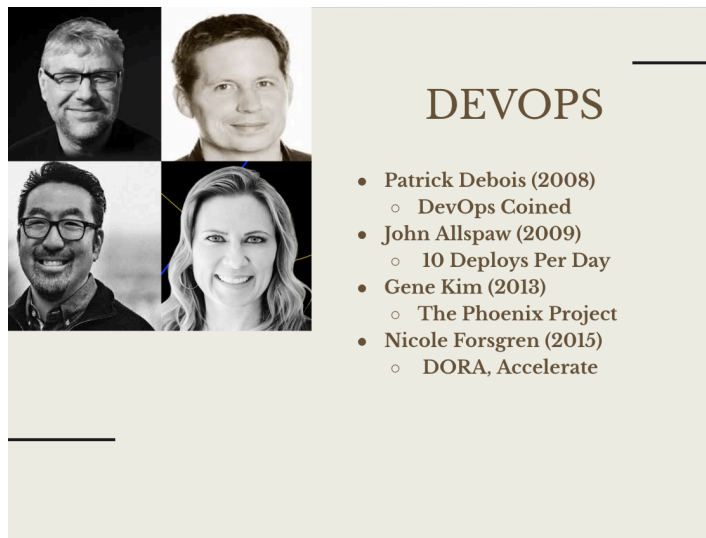 DEVOPS
● Patrick Debois (2008)
○ DevOps Coined
● John Allspaw (2009)
○ 10 Deploys Per Day
● Gene Kim (2013)
○ The Phoenix Project
● Nicole Forsgren (2015)
○ DORA, Accelerate